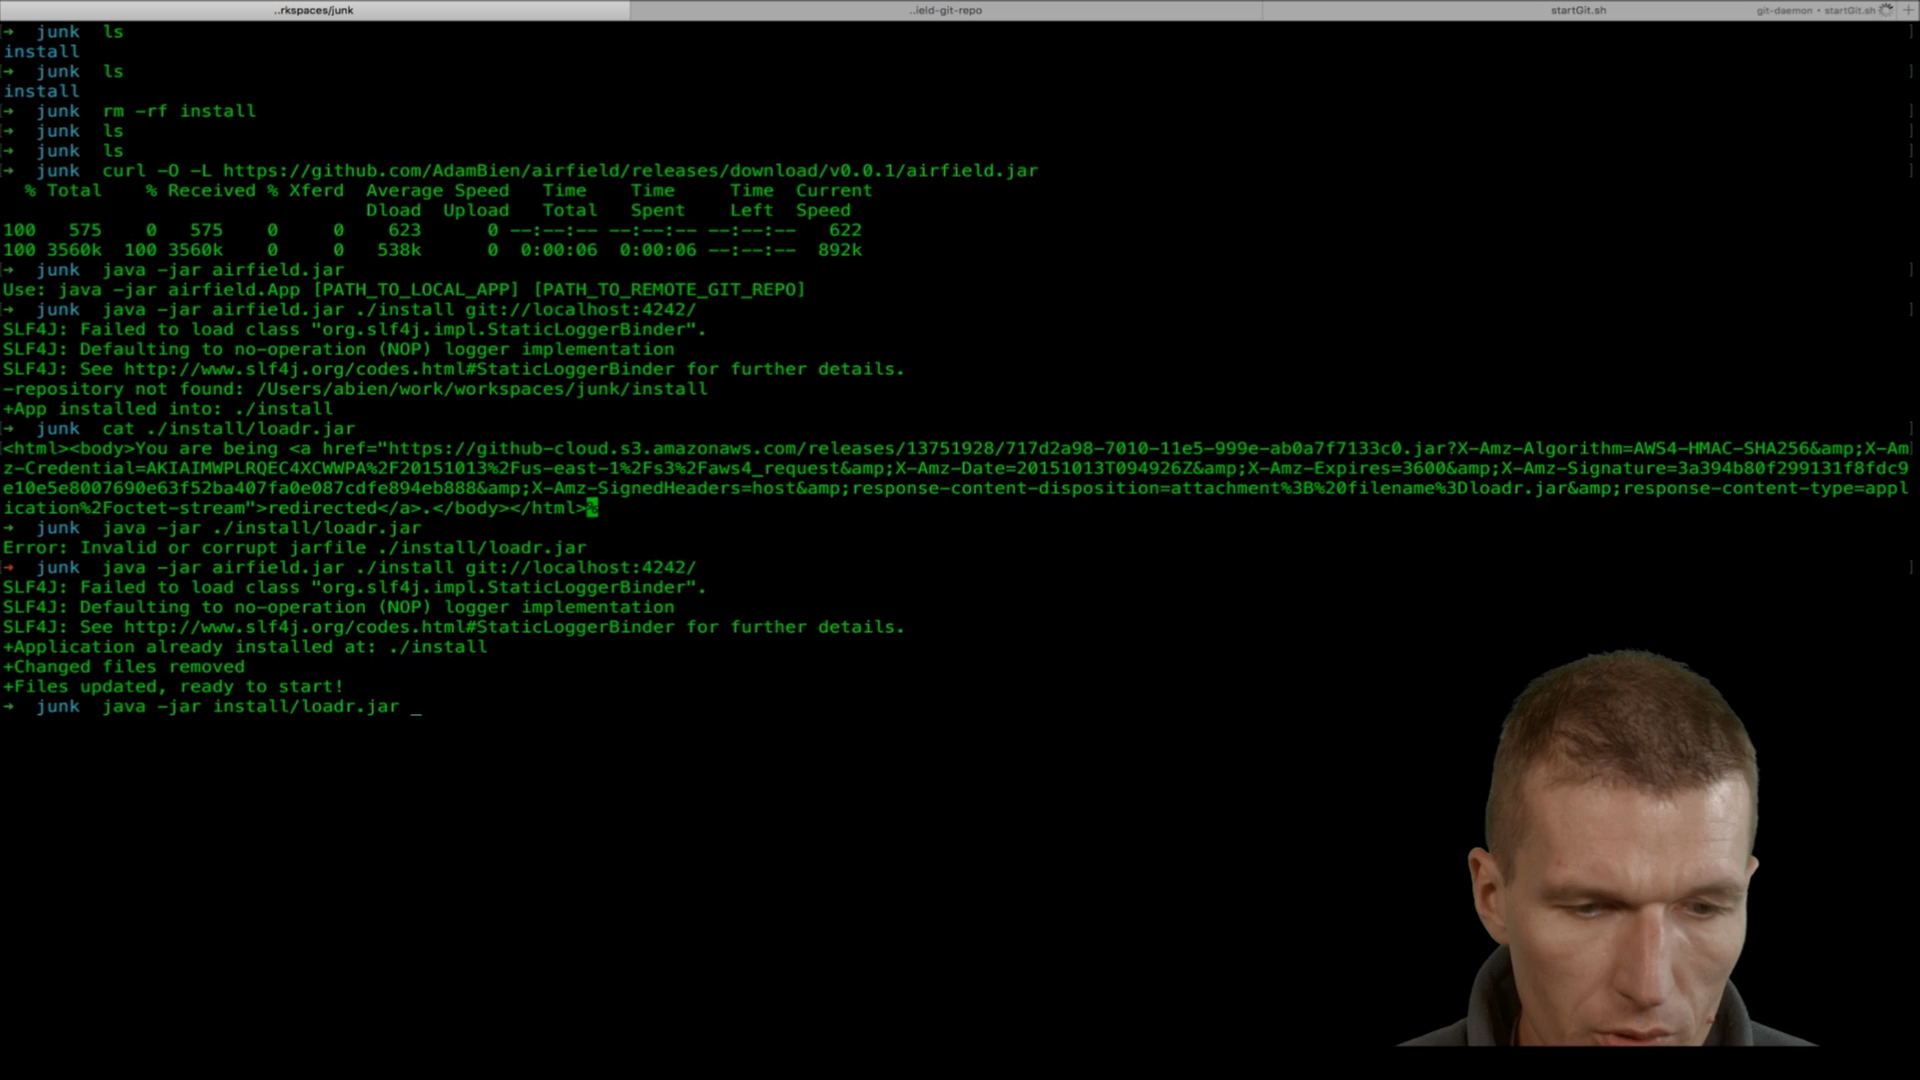 ..rkspaces/junk ..ield-git-repo startGit.sh git-daemon • startGit.sh +
→ junk ls
install
→ junk ls
install
→ junk rm -rf install
→ junk ls
→ junk ls
→ junk curl -O -L https://github.com/AdamBien/airfield/releases/download/v0.0.1/airfield.jar
% Total % Received % Xferd Average Speed Time Time Time Current
Dload Upload Total Spent Left Speed
100 575 0 575 0 0 623 0 --:--:-- --:--:-- --:--:-- 622
100 3560k 100 3560k 0 0 538k 0 0:00:06 0:00:06 --:--:-- 892k
→ junk java -jar airfield.jar
Use: java -jar airfield.App [PATH_TO_LOCAL_APP] [PATH_TO_REMOTE_GIT_REPO]
→ junk java -jar airfield.jar ./install git://localhost:4242/
SLF4J: Failed to load class "org.slf4j.impl.StaticLoggerBinder".
SLF4J: Defaulting to no-operation (NOP) logger implementation
SLF4J: See http://www.slf4j.org/codes.html#StaticLoggerBinder for further details.
-repository not found: /Users/abien/work/workspaces/junk/install
+App installed into: ./install
→ junk cat ./install/loadr.jar
<html><body>You are being <a href="https://github-cloud.s3.amazonaws.com/releases/13751928/717d2a98-7010-11e5-999e-ab0a7f7133c0.jar?X-Amz-Algorithm=AWS4-HMAC-SHA256&amp;X-Am
z-Credential=AKIAIMWPLRQEC4XCWWPA%2F20151013%2Fus-east-1%2Fs3%2Faws4_request&amp;X-Amz-Date=20151013T094926Z&amp;X-Amz-Expires=3600&amp;X-Amz-Signature=3a394b80f299131f8fdc9
e10e5e8007690e63f52ba407fa0e087cdfe894eb888&amp;X-Amz-SignedHeaders=host&amp;response-content-disposition=attachment%3B%20filename%3Dloadr.jar&amp;response-content-type=appl
ication%2Foctet-stream">redirected</a>.</body></html>%
→ junk java -jar ./install/loadr.jar
Error: Invalid or corrupt jarfile ./install/loadr.jar
→ junk java -jar airfield.jar ./install git://localhost:4242/
SLF4J: Failed to load class "org.slf4j.impl.StaticLoggerBinder".
SLF4J: Defaulting to no-operation (NOP) logger implementation
SLF4J: See http://www.slf4j.org/codes.html#StaticLoggerBinder for further details.
+Application already installed at: ./install
+Changed files removed
+Files updated, ready to start!
→ junk java -jar install/loadr.jar _